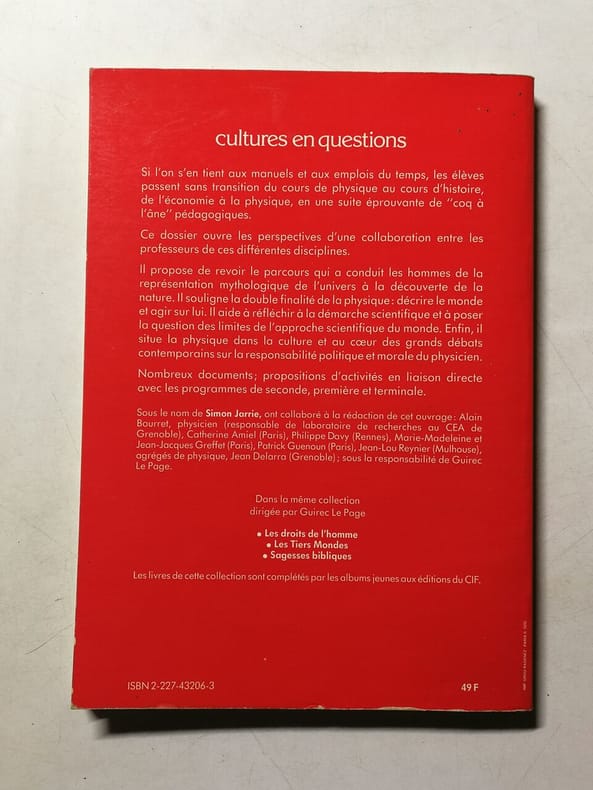 cultures en questions
Si l'on s'en tient aux manuels et aux emplois du temps, les élèves
passent sans transition du cours de physique au cours d'histoire,
de l'économie à la physique, en une suite éprouvante de "coq à
l'âne" pédagogiques.
Ce dossier ouvre les perspectives d'une collaboration entre les
professeurs de ces différentes disciplines.
Il propose de revoir le parcours qui a conduit les hommes de la
représentation mythologique de l'univers à la découverte de la
nature. Il souligne la double finalité de la physique : décrire le monde
et agir sur lui. Il aide à réfléchir à la démarche scientifique et à poser
la question des limites de l'approche scientifique du monde. Enfin, il
situe la physique dans la culture et au cœur des grands débats
contemporains sur la responsabilité politique et morale du physicien.
Nombreux documents ; propositions d'activités en liaison directe
avec les programmes de seconde, première et terminale.
Sous le nom de Simon Jarrie, ont collaboré à la rédaction de cet ouvrage : Alain
Bourret, physicien (responsable de laboratoire de recherches au CEA de
Grenoble), Catherine Amiel (Paris), Philippe Davy (Rennes), Marie-Madeleine et
Jean-Jacques Greffet (Paris), Patrick Guenoun (Paris), Jean-Lou Reynier (Mulhouse),
agrégés de physique, Jean Delarra (Grenoble) ; sous la responsabilité de Guirec
Le Page.
Dans la même collection
dirigée par Guirec Le Page
• Les droits de l'homme
• Les Tiers Mondes
• Sagesses bibliques
Les livres de cette collection sont complétés par les albums jeunes aux éditions du CIF.
ISBN 2-227-43206-3
49 F